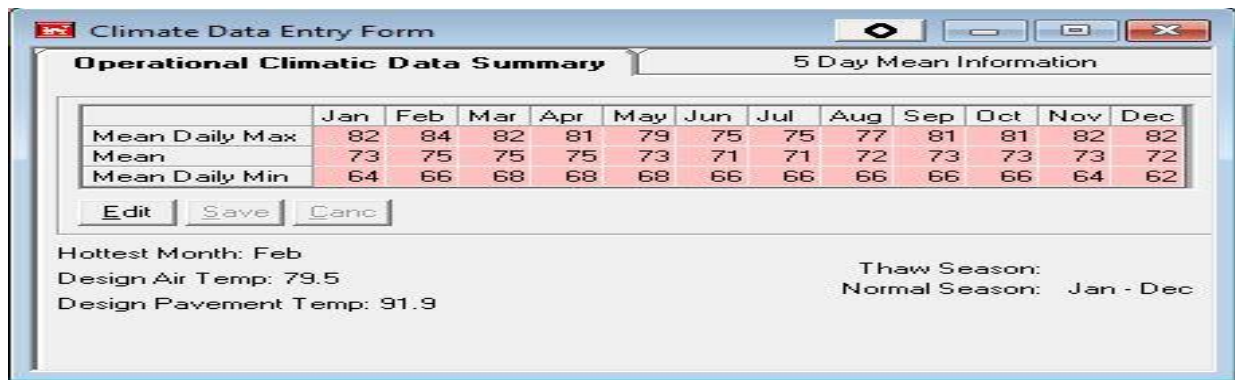 Climate Data Entry Form
Operational Climatic Data Summary 5 Day Mean Information
Jan Feb Mar Apr May Jun Jul Aug Sep Oct Nov Dec
Mean Daily Max 82 84 82 81 79 75 75 77 81 81 82 82
Mean 73 75 75 75 73 71 71 72 73 73 73 72
Mean Daily Min 64 66 68 68 68 66 66 66 66 66 64 62
Edit Save Canc
Hottest Month: Feb
Design Air Temp: 79.5
Design Pavement Temp: 91.9
Thaw Season:
Normal Season: Jan - Dec